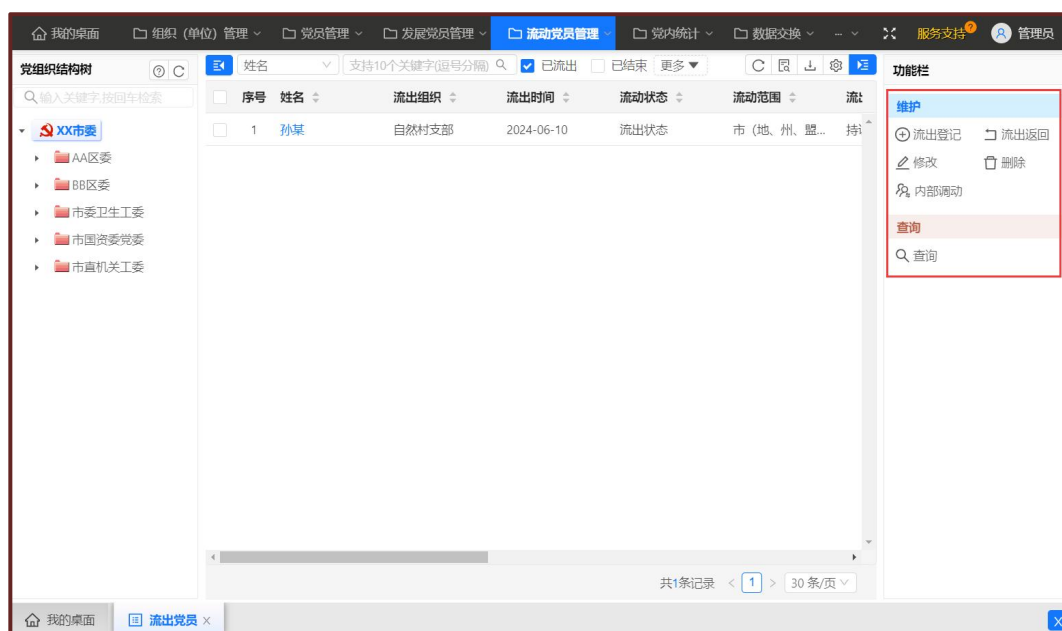 我的桌面 组织（单位）管理 党员管理 发展党员管理 流动党员管理 党内统计 数据交换 ... 服务支持 ? 管理员
党组织结构树 姓名 支持10个关键字(逗号分隔) 已流出 已结束 更多▼ 功能栏
输入关键字,按回车检索 序号 姓名 流出组织 流出时间 流动状态 流动范围 维护
XX市委 1 孙某 自然村支部 2024-06-10 流出状态 市（地、州、盟... 流出登记 流出返回
AA区委 修改 删除
BB区委 内部调动
市委卫生工委 查询
市国资委党委 查询
市直机关工委
共1条记录 < 1 > 30 条/页
我的桌面 流出党员 ×